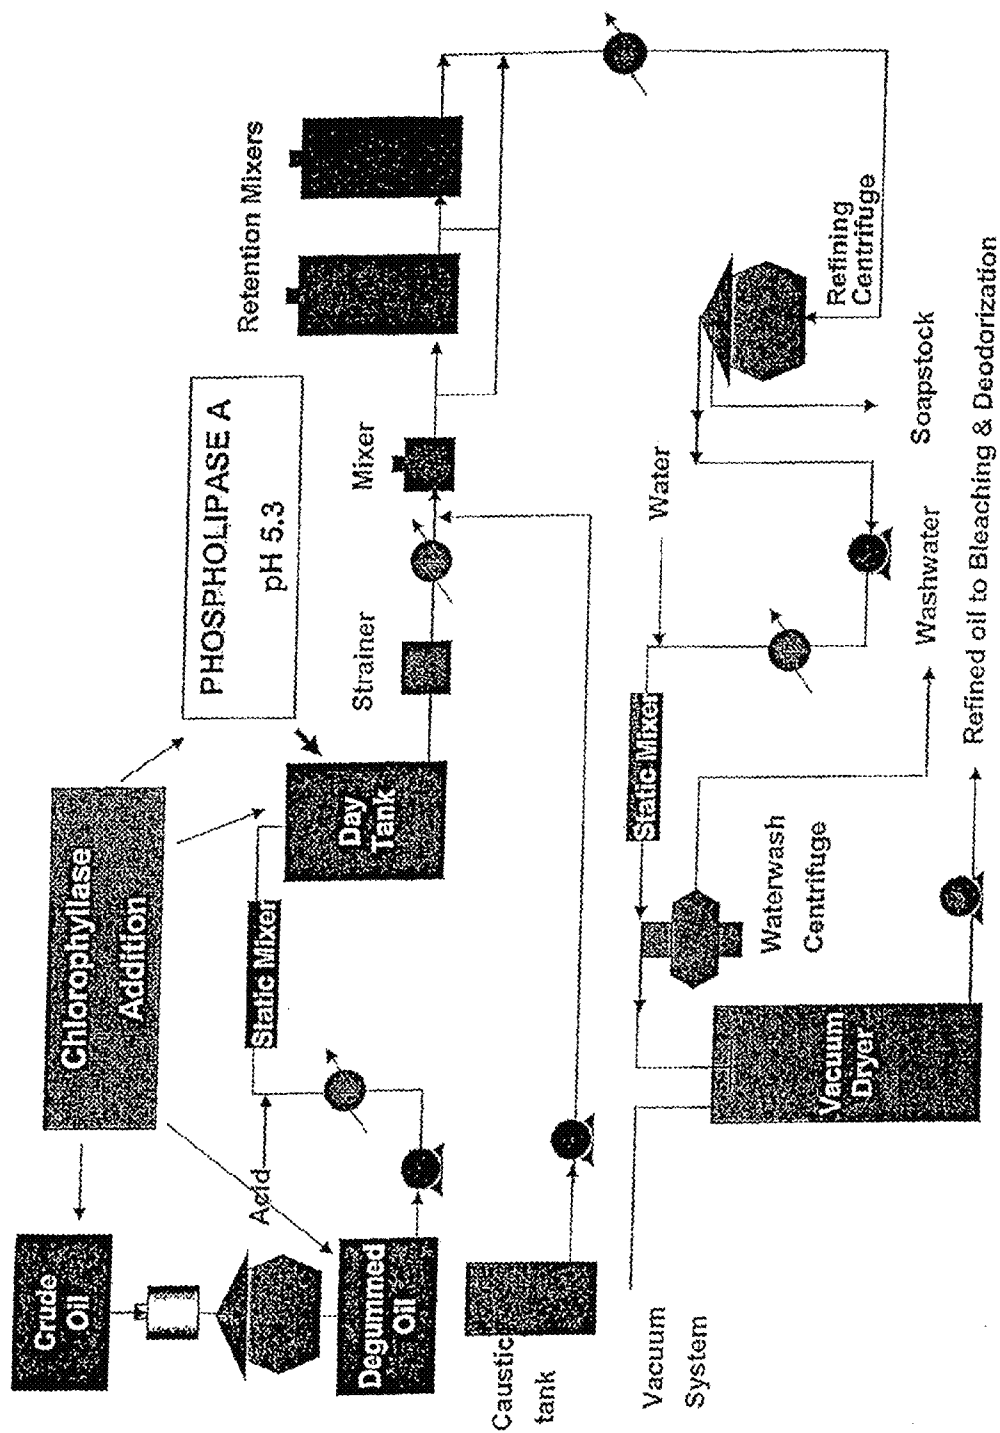 Chlorophyllase
Addition
PHOSPHOLIPASE A
pH 5.3
Crude
Oil
Degummed
Oil
Acid
Static Mixer
Day
Tank
Strainer
Mixer
Retention Mixers
Caustic
tank
Vacuum
System
Vacuum
Dryer
Waterwash
Centrifuge
Static Mixer
Water
Refining
Centrifuge
Soapstock
Washwater
Refined oil to Bleaching & Deodorization